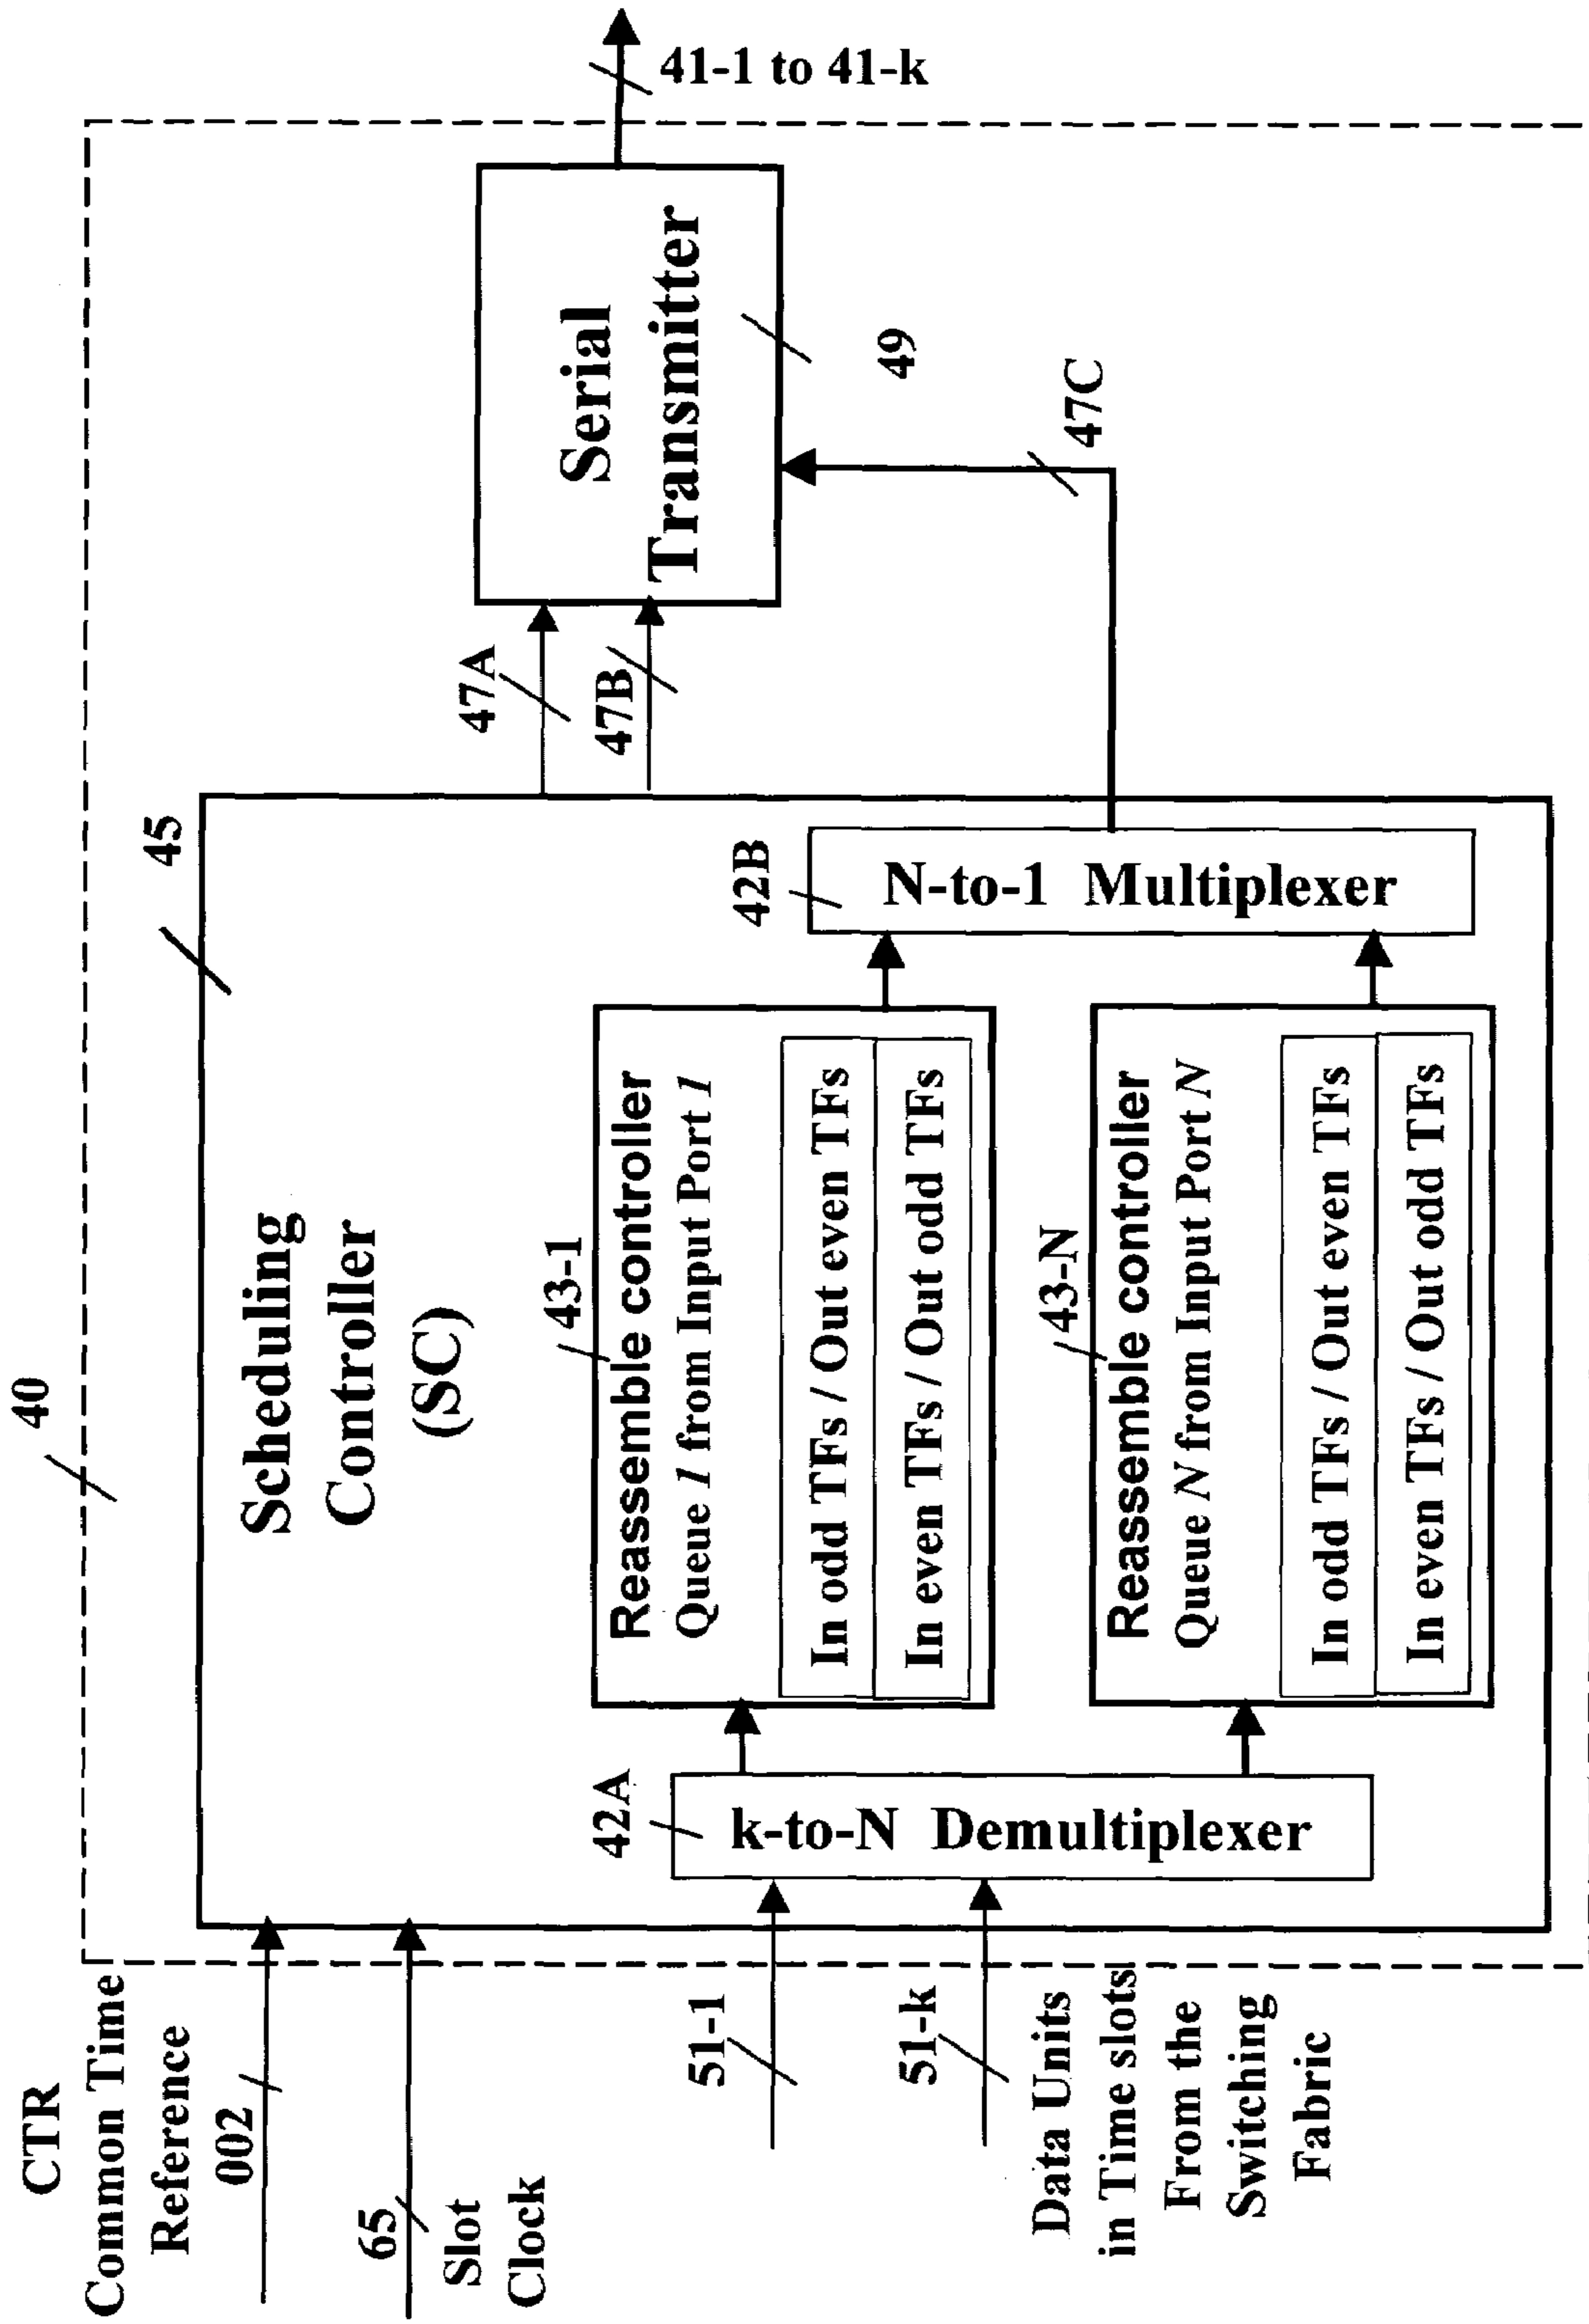 40
45
CTR
Common Time
Reference
002
65
Slot
Clock
Scheduling
Controller
(SC)
51-1
51-k
Data Units
in Time slots
From the
Switching
Fabric
42A
k-to-N Demultiplexer
43-1
Reassemble controller
Queue 1 from Input Port 1
In odd TFs / Out even TFs
In even TFs / Out odd TFs
43-N
Reassemble controller
Queue N from Input Port N
In odd TFs / Out even TFs
In even TFs / Out odd TFs
42B
N-to-1 Multiplexer
47A
47B
47C
Serial
Transmitter
49
41-1 to 41-k